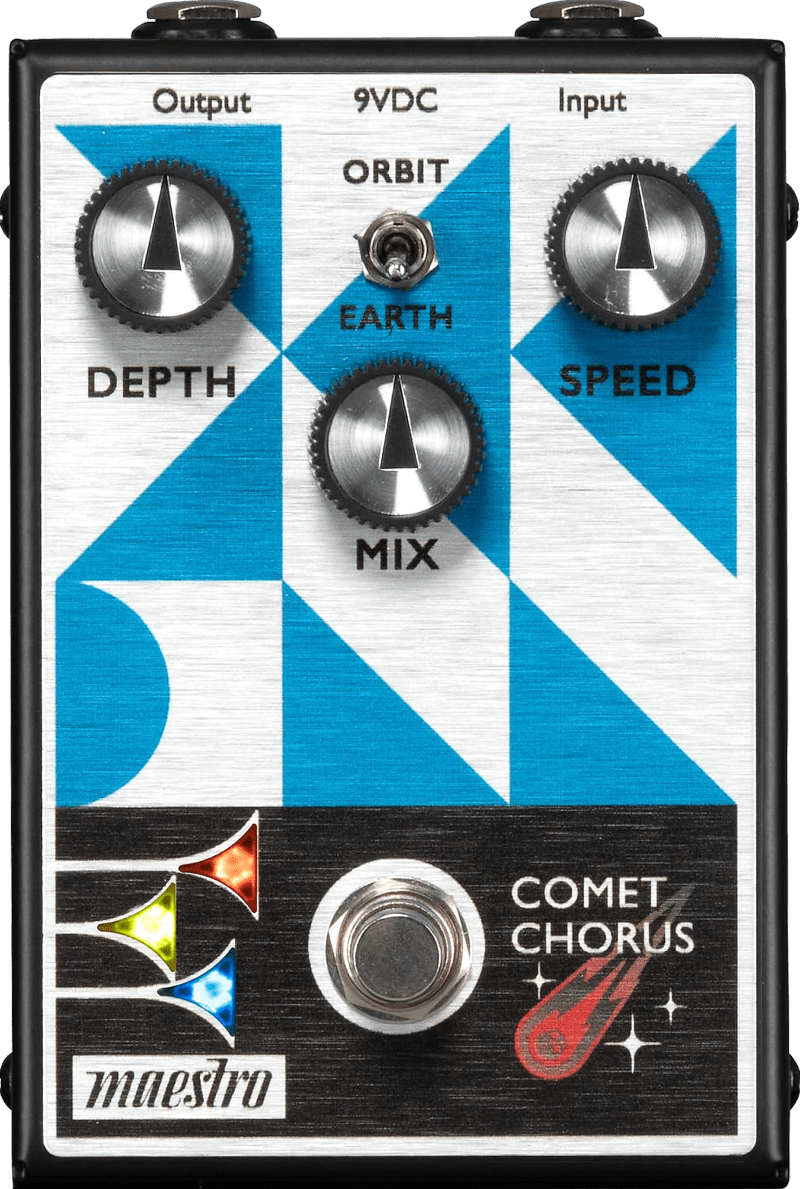 Output 9VDC Input
ORBIT
EARTH
DEPTH SPEED
MIX
COMET
CHORUS
maestro